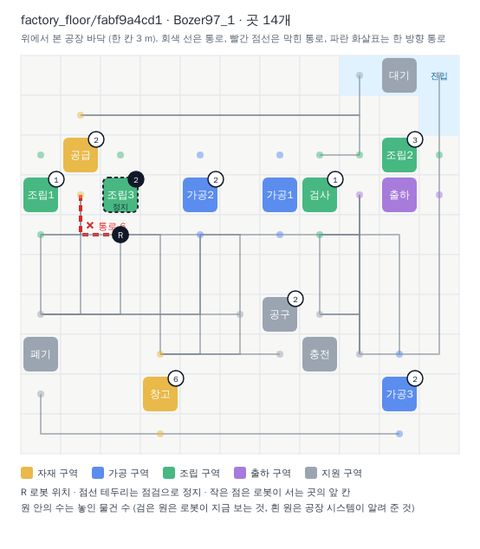 factory_floor/fabf9a4cd1 · Bozer97_1 · 곳 14개
위에서 본 공장 바닥 (한 칸 3 m). 회색 선은 통로, 빨간 점선은 막힌 통로, 파란 화살표는 한 방향 통로
대기
2
3
공급
조립2
1
2
2
1
조립1
조립3
정지
가공2
가공1
검사
출하
✖ 통로
R
2
공구
폐기
충전
6
2
창고
가공3
자재 구역
가공 구역
조립 구역
출하 구역
지원 구역
R 로봇 위치 · 점선 테두리는 점검으로 정지 · 작은 점은 로봇이 서는 곳의 앞 칸
원 안의 수는 놓인 물건 수 (검은 원은 로봇이 지금 보는 것, 흰 원은 공장 시스템이 알려 준 것)